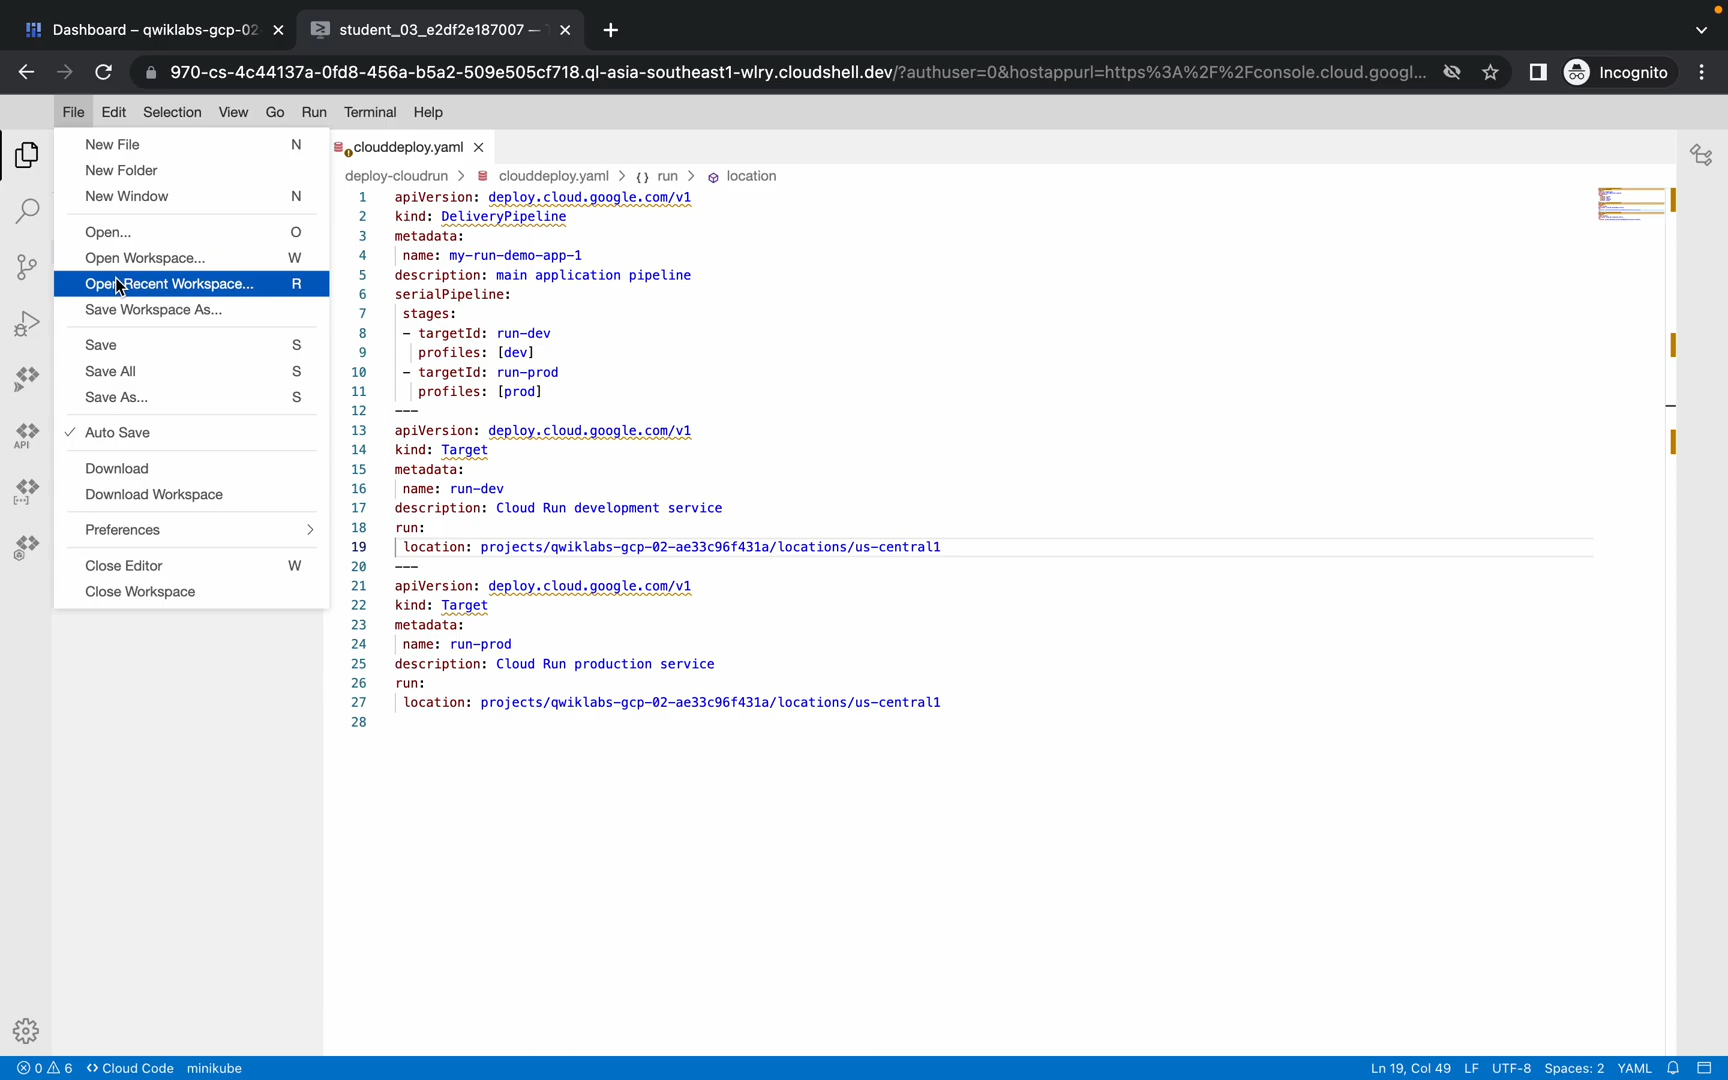 Dashboard – qwiklabs-gcp-02
student_03_e2df2e187007 —
970-cs-4c44137a-0fd8-456a-b5a2-509e505cf718.ql-asia-southeast1-wlry.cloudshell.dev/?authuser=0&hostappurl=https%3A%2F%2Fconsole.cloud.googl...
Incognito
File Edit Selection View Go Run Terminal Help
New File N
New Folder
New Window N
Open... O
Open Workspace... W
Open Recent Workspace... R
Save Workspace As...
Save S
Save All S
Save As... S
Auto Save
Download
Download Workspace
Preferences
Close Editor W
Close Workspace
API
clouddeploy.yaml
deploy-cloudrun > clouddeploy.yaml > {} run > location
1 apiVersion: deploy.cloud.google.com/v1
2 kind: DeliveryPipeline
3 metadata:
4 name: my-run-demo-app-1
5 description: main application pipeline
6 serialPipeline:
7 stages:
8 - targetId: run-dev
9 profiles: [dev]
10 - targetId: run-prod
11 profiles: [prod]
12 ---
13 apiVersion: deploy.cloud.google.com/v1
14 kind: Target
15 metadata:
16 name: run-dev
17 description: Cloud Run development service
18 run:
19 location: projects/qwiklabs-gcp-02-ae33c96f431a/locations/us-central1
20 ---
21 apiVersion: deploy.cloud.google.com/v1
22 kind: Target
23 metadata:
24 name: run-prod
25 description: Cloud Run production service
26 run:
27 location: projects/qwiklabs-gcp-02-ae33c96f431a/locations/us-central1
28
0 6 Cloud Code minikube
Ln 19, Col 49 LF UTF-8 Spaces: 2 YAML